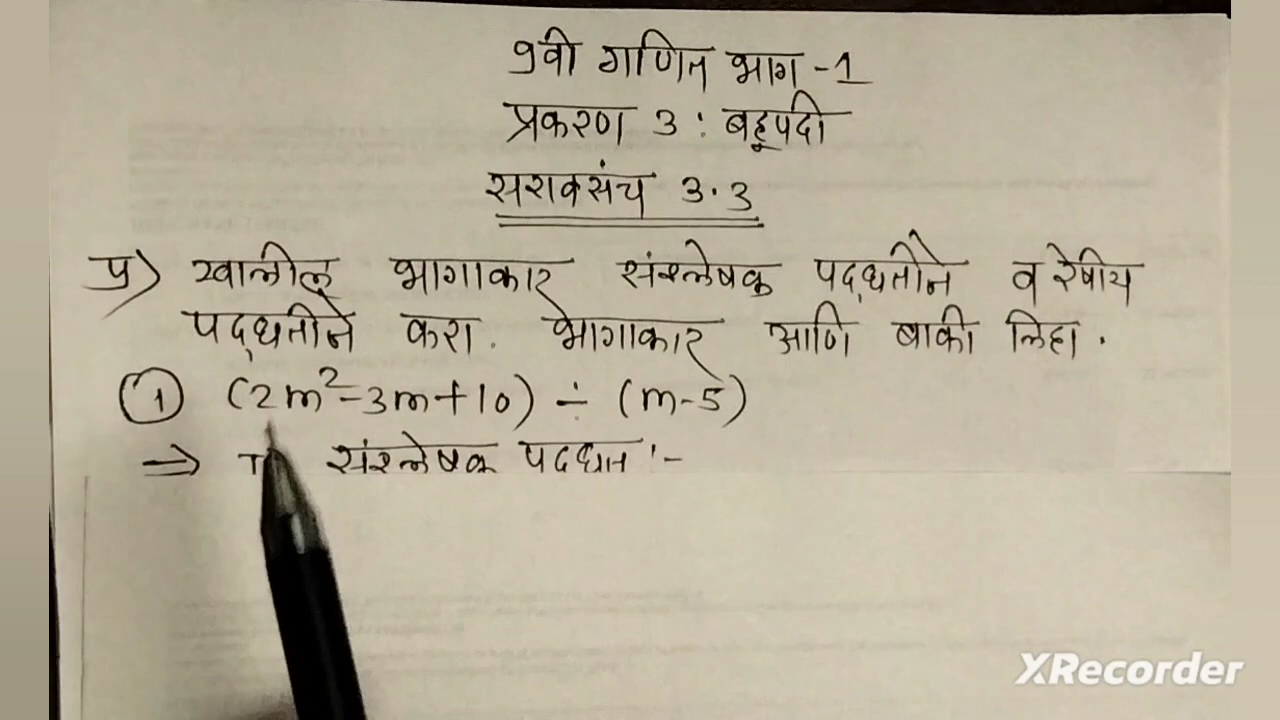 9वी गणित भाग -1
प्रकरण 3 : बहूपदी
सरावसंच 3.3
प्र) खालील भागाकार संश्लेषक पद्धतीने व रेषीय
पद्धतीने करा. भागाकार आणि बाकी लिहा.
① (2m²-3m+10) ÷ (m-5)
⇒ संश्लेषक पद्धत :-
XRecorder